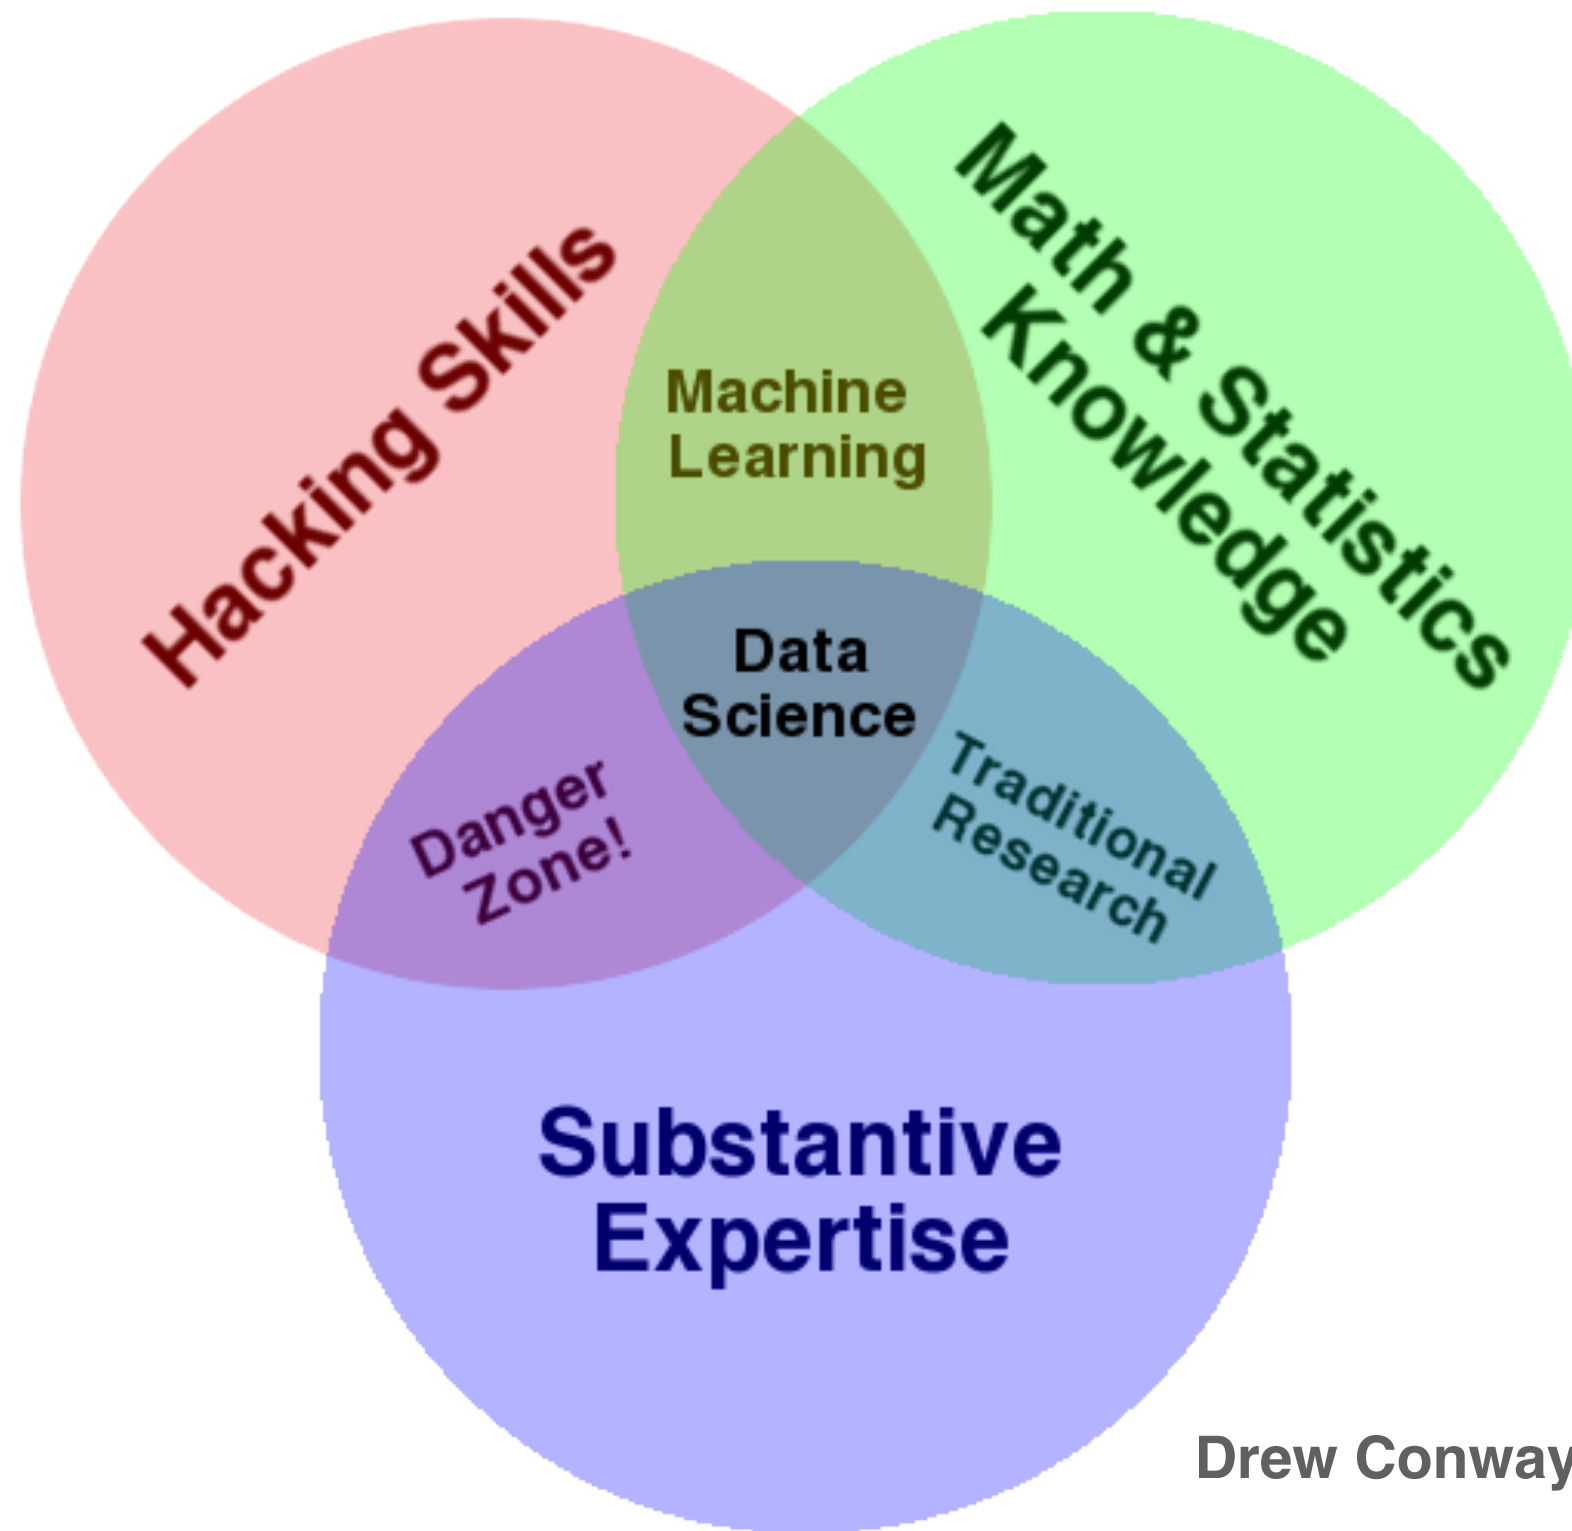 Hacking Skills
Math & Statistics
Knowledge
Machine
Learning
Data
Science
Danger
Zone!
Traditional
Research
Substantive
Expertise
Drew Conway